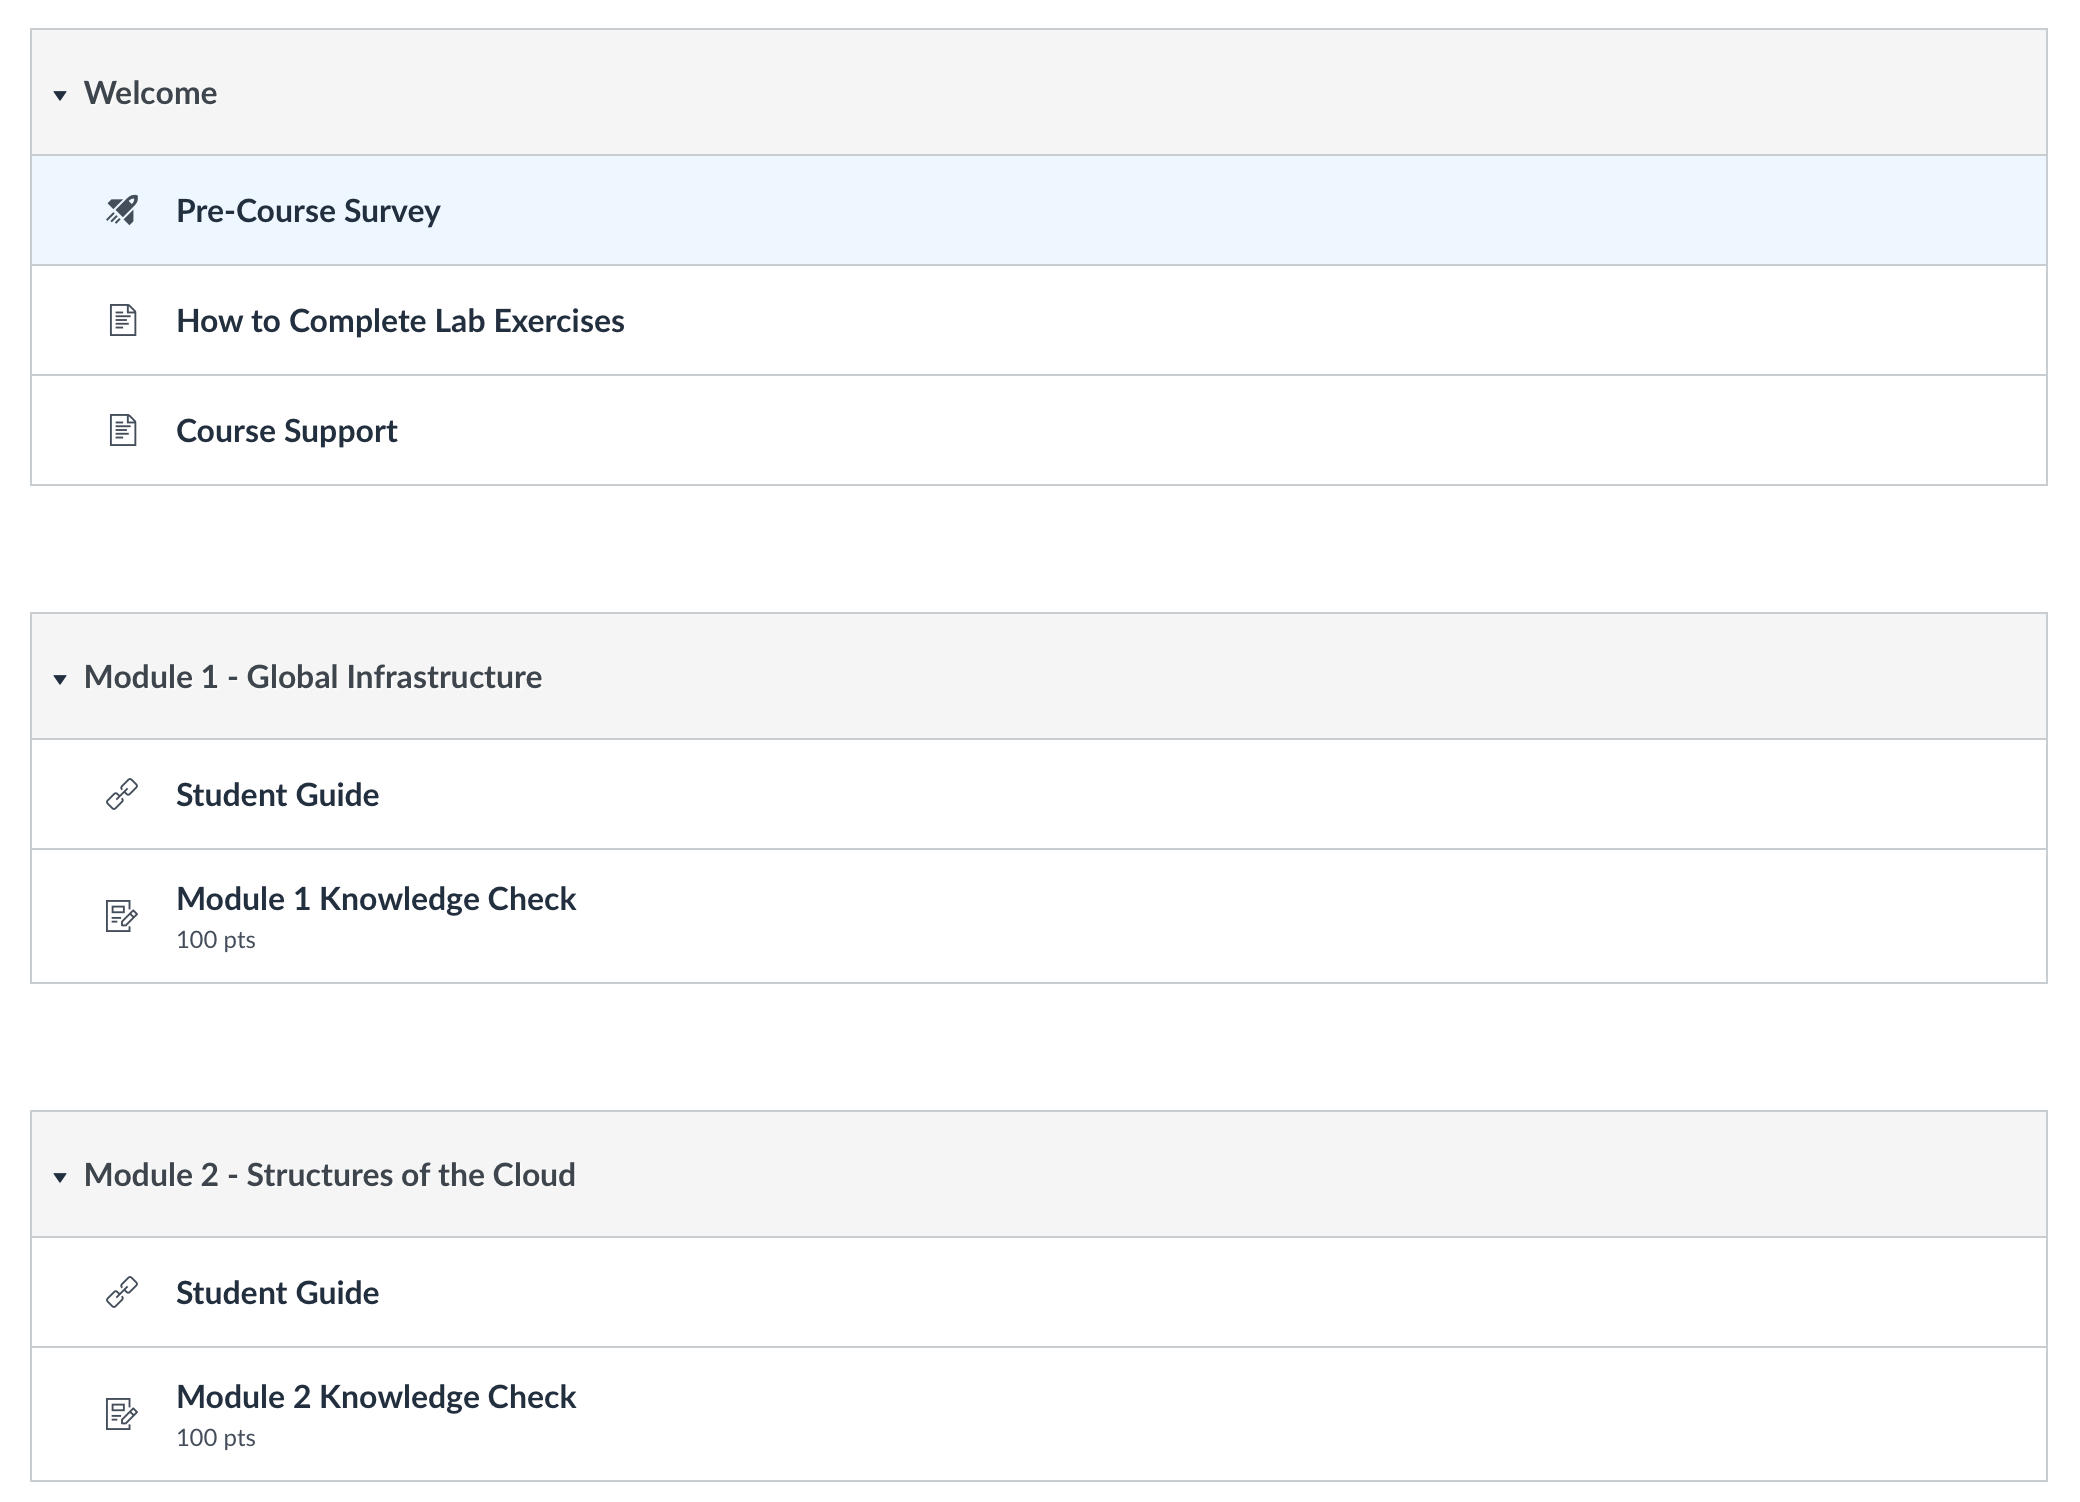 Welcome
Pre-Course Survey
How to Complete Lab Exercises
Course Support
Module 1 - Global Infrastructure
Student Guide
Module 1 Knowledge Check
100 pts
Module 2 - Structures of the Cloud
Student Guide
Module 2 Knowledge Check
100 pts